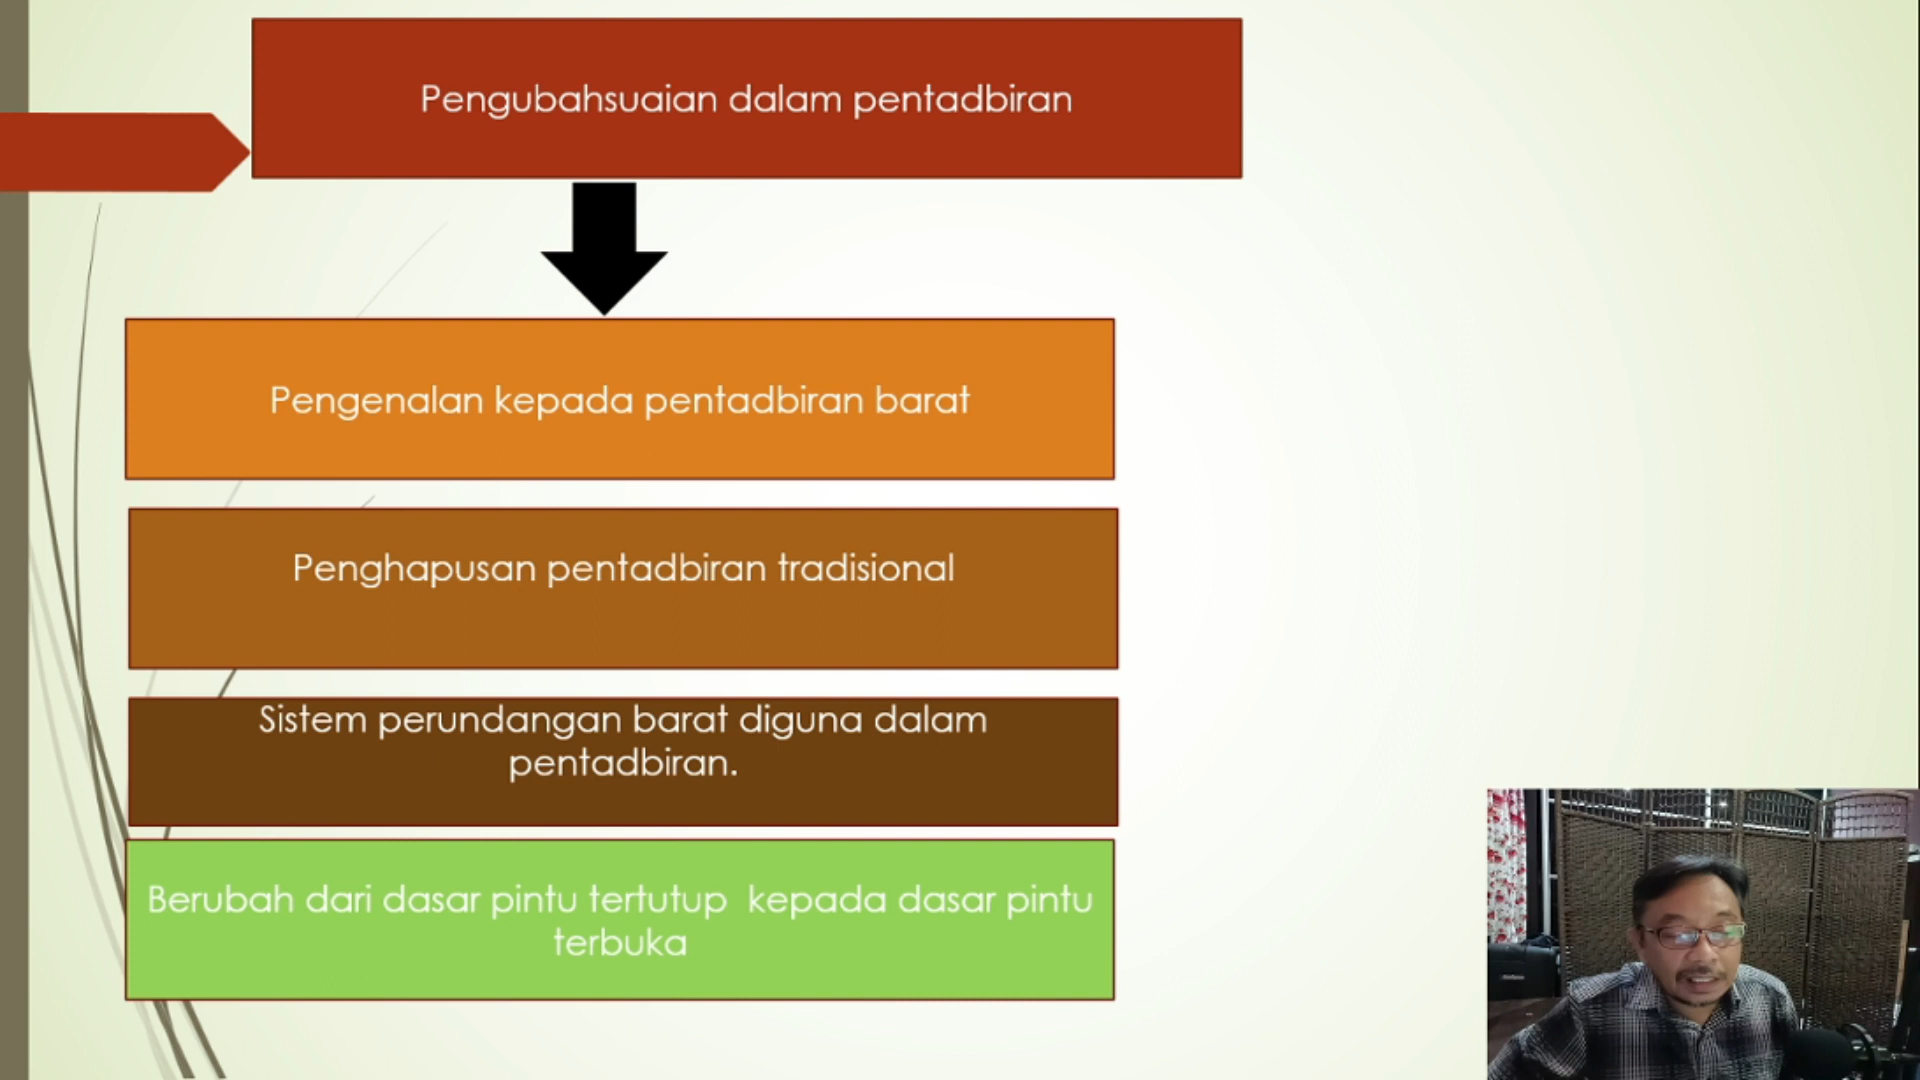 Pengubahsuaian dalam pentadbiran
Pengenalan kepada pentadbiran barat
Penghapusan pentadbiran tradisional
Sistem perundangan barat diguna dalam
pentadbiran.
Berubah dari dasar pintu tertutup  kepada dasar pintu
terbuka